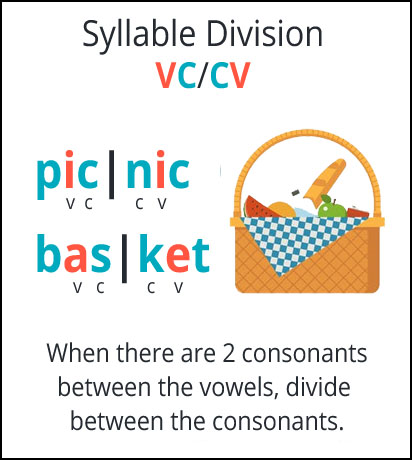 Syllable Division
VC/CV
pic|nic
V C C V
bas|ket
V C C V
When there are 2 consonants
between the vowels, divide
between the consonants.